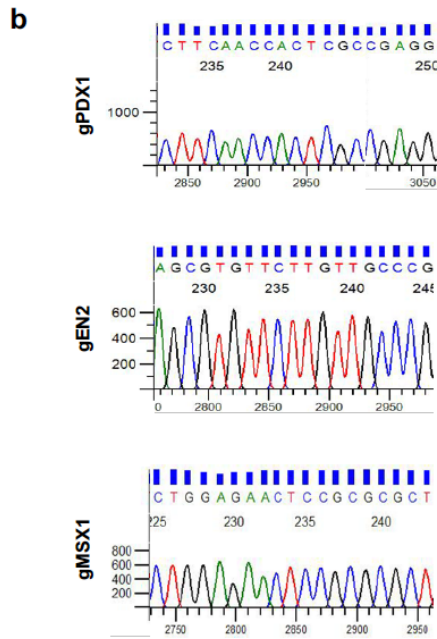 b
gPDX1
C T T C A A C C A C T C G C C G A G G
235 240 250
1000
2850 2900 2950 3050
gEN2
A G C G T G T T C T T G T T G C C C G
230 235 240 245
600
400
200
0 2800 2850 2900 2950
gMSX1
C T G G A G A A C T C C G C G C G C T
225 230 235 240
800
600
400
200
2750 2800 2850 2900 2950